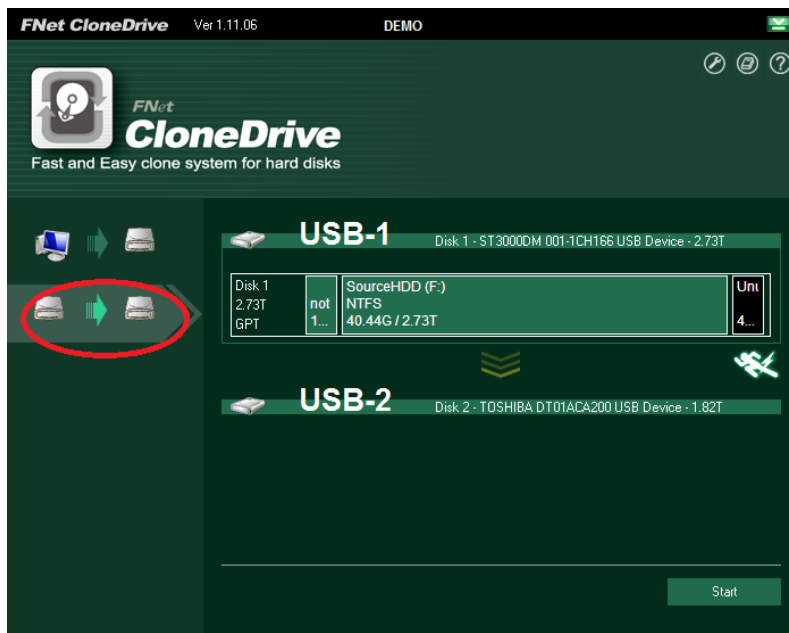 FNet CloneDrive Ver 1.11.06 DEMO
FNet
CloneDrive
Fast and Easy clone system for hard disks
USB-1 Disk 1 - ST3000DM 001-1CH166 USB Device - 2.73T
Disk 1
2.73T
GPT
not
1...
SourceHDD (F:)
NTFS
40.44G / 2.73T
Unu
4...
USB-2 Disk 2 - TOSHIBA DT01ACA200 USB Device - 1.82T
Start